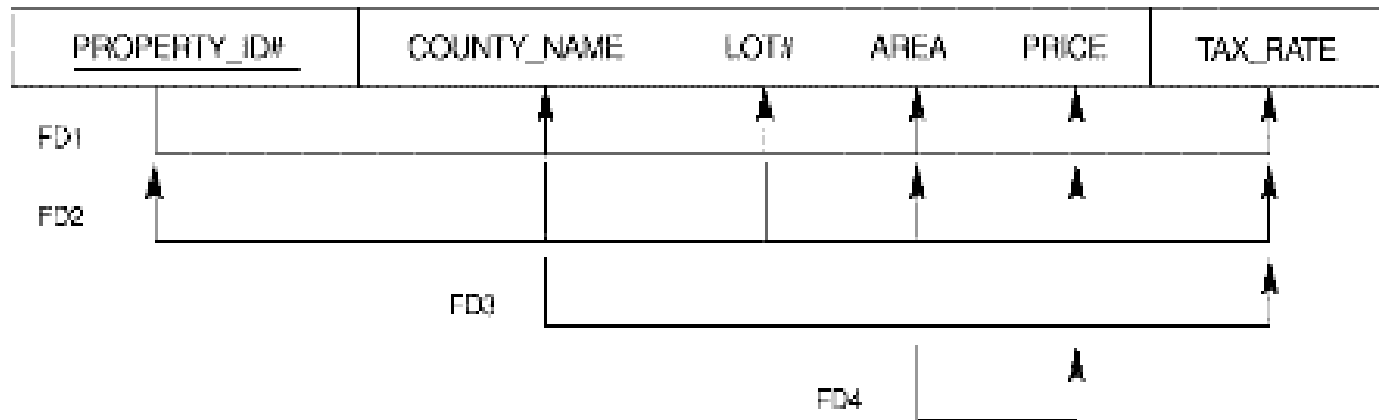 PROPERTY_ID# COUNTY_NAME LOT# AREA PRICE TAX_RATE
FD1
FD2
FD3
FD4